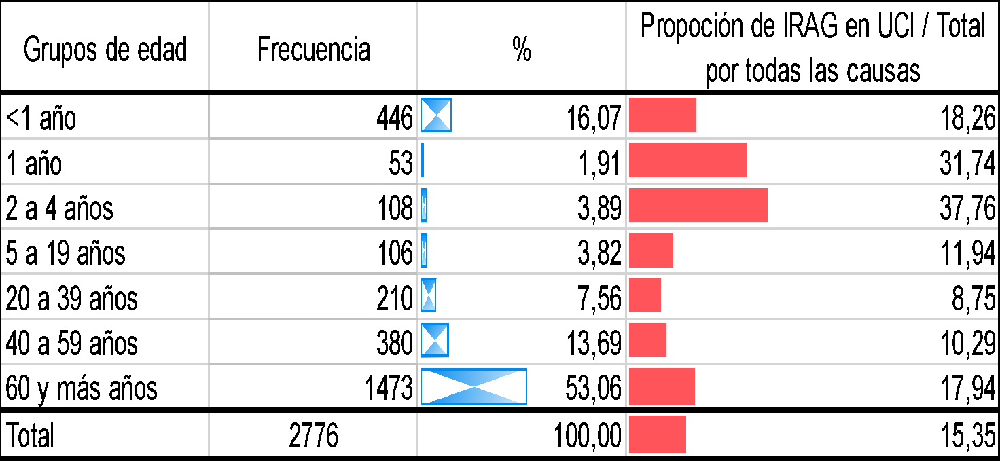 Grupos de edad Frecuencia % Propoción de IRAG en UCI / Total
por todas las causas
<1 año 446 16,07 18,26
1 año 53 1,91 31,74
2 a 4 años 108 3,89 37,76
5 a 19 años 106 3,82 11,94
20 a 39 años 210 7,56 8,75
40 a 59 años 380 13,69 10,29
60 y más años 1473 53,06 17,94
Total 2776 100,00 15,35